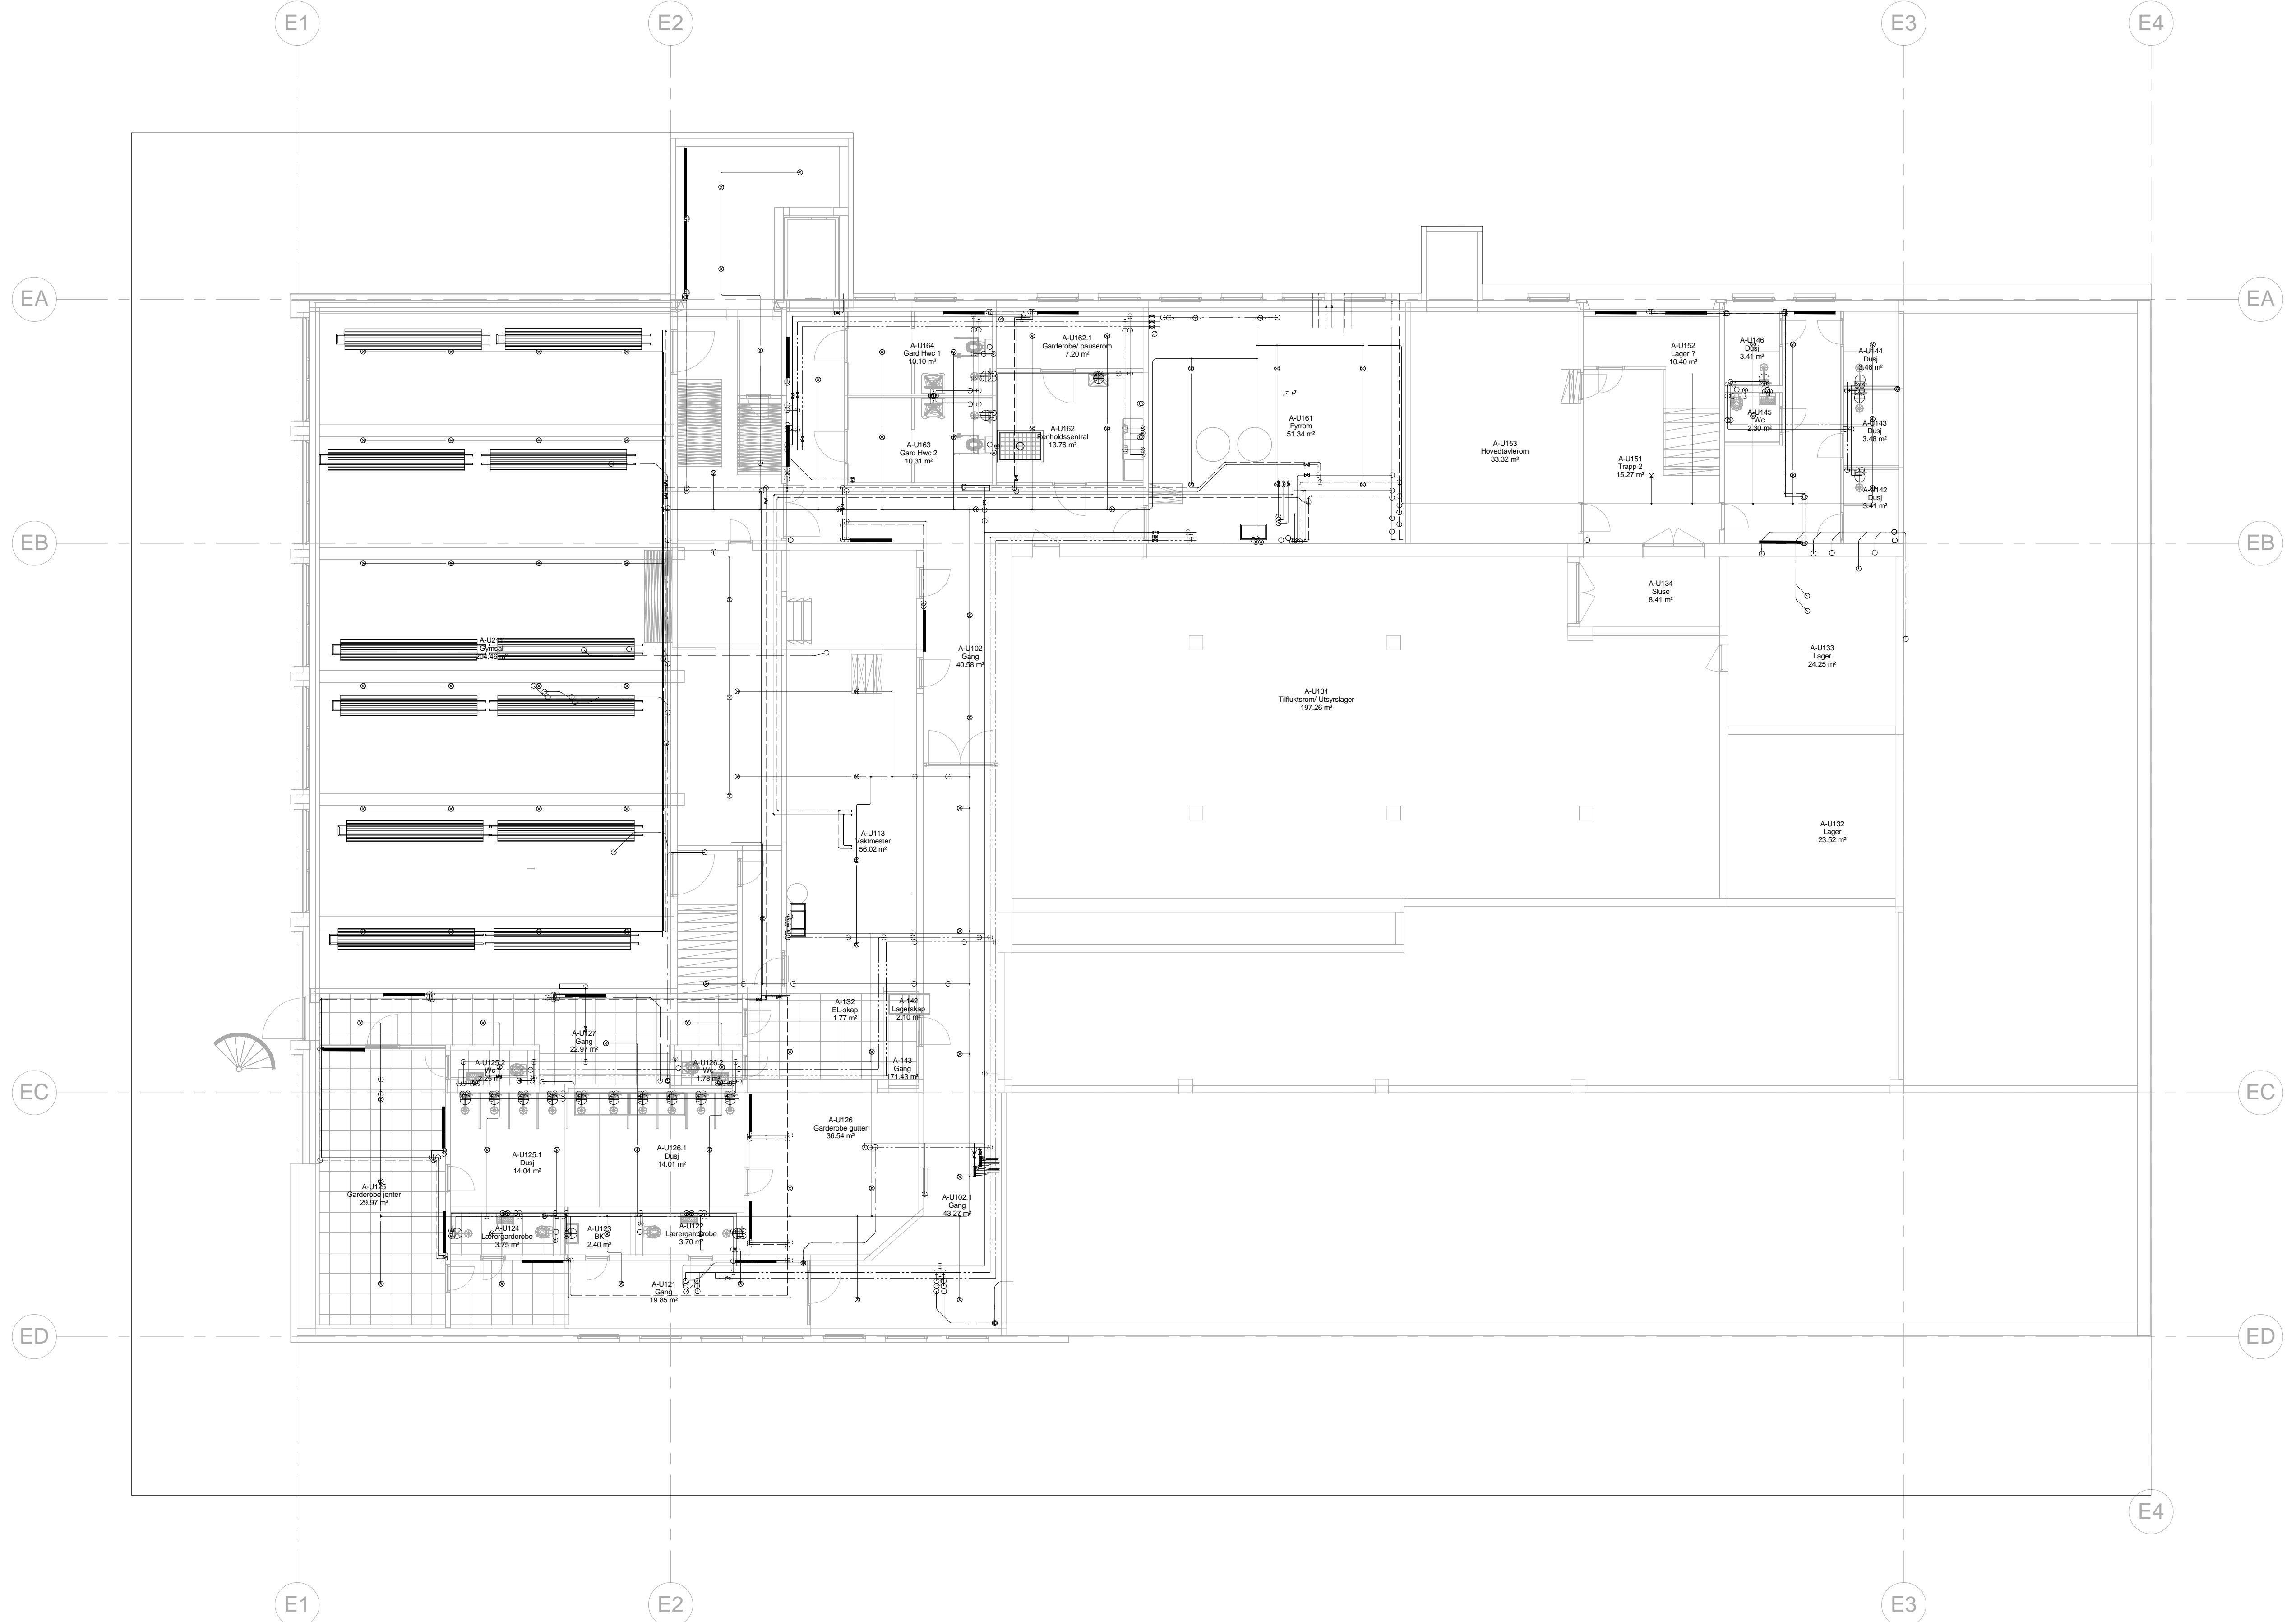 E1
E2
E3
E4
EA
EA
A-U164
Gard Hwc 1
10.10 m²
A-U162.1
Garderobe/ pauserom
7.20 m²
A-U152
Lager ?
10.40 m²
A-U146
Dusj
3.41 m²
A-U144
Dusj
3.46 m²
A-U163
Gard Hwc 2
10.31 m²
A-U162
Renholdssentral
13.76 m²
A-U161
Fyrrom
51.34 m²
A-U153
Hovedtavlerom
33.32 m²
A-U151
Trapp 2
15.27 m²
A-U145
Wc
2.30 m²
A-U143
Dusj
3.48 m²
A-U142
Dusj
3.41 m²
EB
EB
A-U134
Sluse
8.41 m²
Gymsal
204.46 m²
A-U102
Gang
40.58 m²
A-U131
Tilfluktsrom/ Utsyrslager
197.26 m²
A-U133
Lager
24.25 m²
A-U113
Vaktmester
56.02 m²
A-U132
Lager
23.52 m²
A-1S2
EL-skap
1.77 m²
A-142
Lagerskap
2.10 m²
A-U127
Gang
22.97 m²
A-U125.2
Wc
2.25 m²
A-U126.2
Wc
1.78 m²
A-143
Gang
171.43 m²
EC
EC
A-U126
Garderobe gutter
36.54 m²
A-U125.1
Dusj
14.04 m²
A-U126.1
Dusj
14.01 m²
A-U125
Garderobe jenter
29.97 m²
A-U102.1
Gang
43.27 m²
A-U124
Lærergarderobe
3.75 m²
A-U123
BK
2.40 m²
A-U122
Lærergarderobe
3.70 m²
A-U121
Gang
19.85 m²
ED
ED
E4
E1
E2
E3